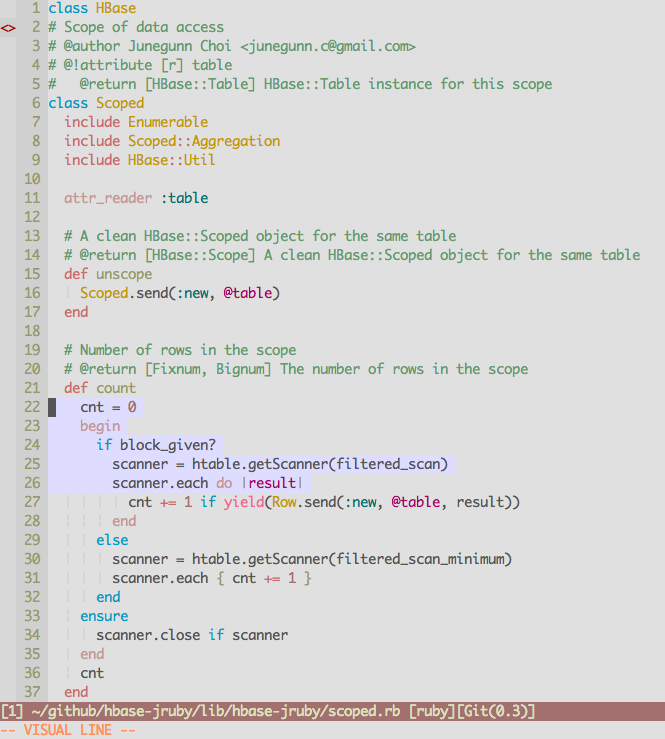 1 class HBase
<> 2 # Scope of data access
3 # @author Junegunn Choi <junegunn.c@gmail.com>
4 # @!attribute [r] table
5 #   @return [HBase::Table] HBase::Table instance for this scope
6 class Scoped
7   include Enumerable
8   include Scoped::Aggregation
9   include HBase::Util
10
11   attr_reader :table
12
13   # A clean HBase::Scoped object for the same table
14   # @return [HBase::Scope] A clean HBase::Scoped object for the same table
15   def unscope
16   | Scoped.send(:new, @table)
17   end
18
19   # Number of rows in the scope
20   # @return [Fixnum, Bignum] The number of rows in the scope
21   def count
22     cnt = 0
23     begin
24       if block_given?
25         scanner = htable.getScanner(filtered_scan)
26         scanner.each do |result|
27   | | | | cnt += 1 if yield(Row.send(:new, @table, result))
28   | | | end
29   | | else
30   | | | scanner = htable.getScanner(filtered_scan_minimum)
31   | | | scanner.each { cnt += 1 }
32   | | end
33   | ensure
34   | | scanner.close if scanner
35   | end
36   | cnt
37   end
[1] ~/github/hbase-jruby/lib/hbase-jruby/scoped.rb [ruby][Git(0.3)]
-- VISUAL LINE --